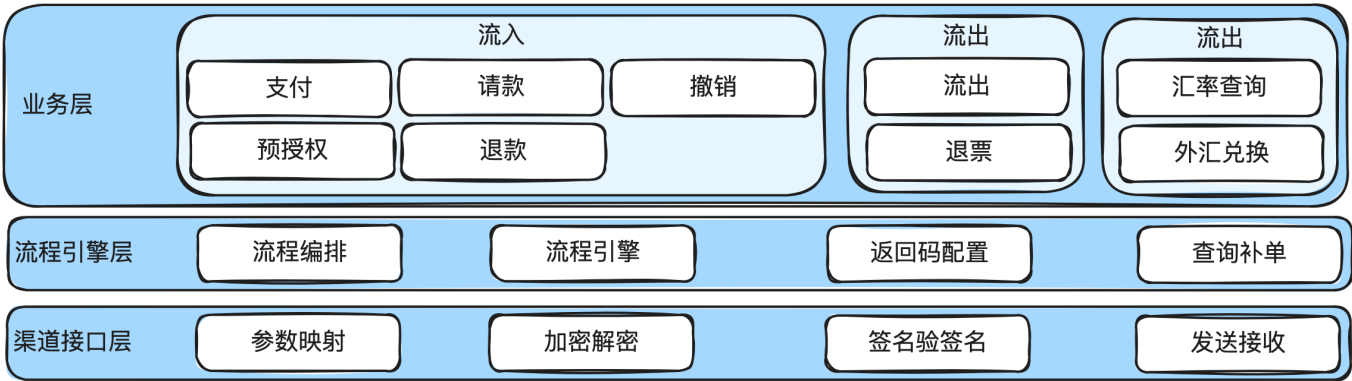 业务层
流入
支付
请款
撤销
预授权
退款
流出
流出
退票
流出
汇率查询
外汇兑换
流程引擎层
流程编排
流程引擎
返回码配置
查询补单
渠道接口层
参数映射
加密解密
签名验签名
发送接收